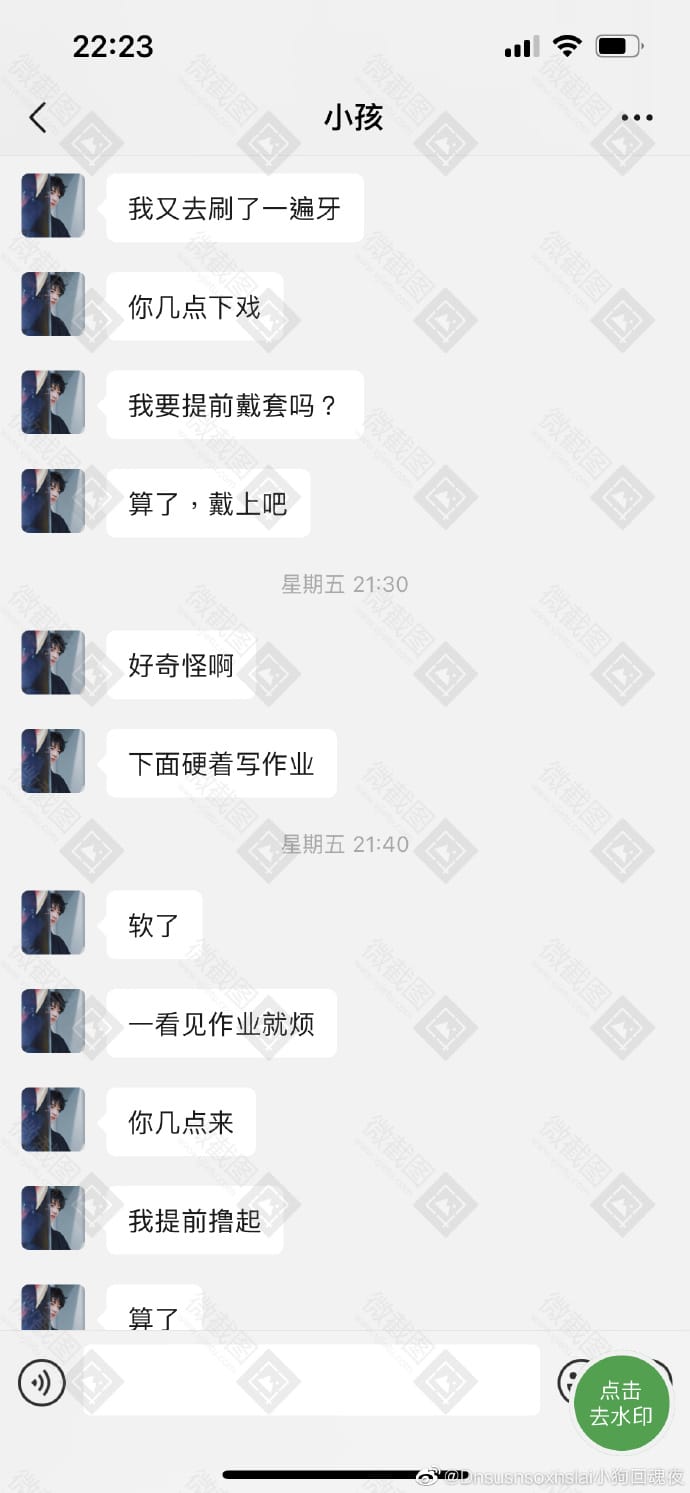 22:23
小孩
我又去刷了一遍牙
你几点下戏
我要提前戴套吗？
算了，戴上吧
星期五 21:30
好奇怪啊
下面硬着写作业
星期五 21:40
软了
一看见作业就烦
你几点来
我提前撸起
算了
点击
去水印
微截图
@Dnsusnsoxhslai小狗回魂夜